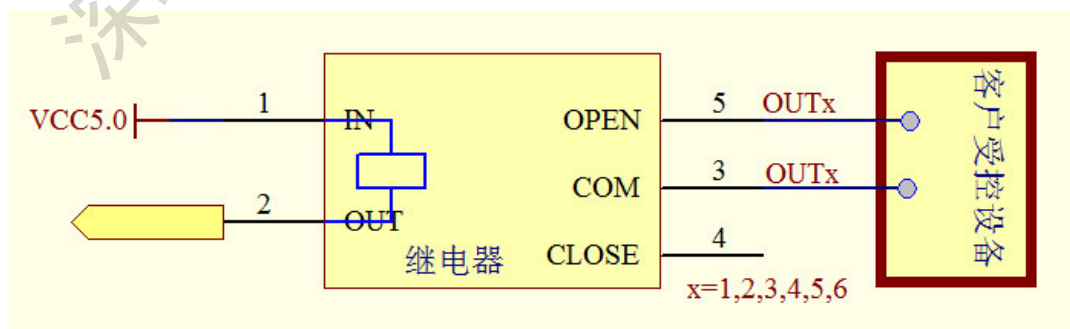 深
VCC5.0
1
IN
2
OUT
继电器
OPEN
5
OUTx
COM
3
OUTx
CLOSE
4
x=1,2,3,4,5,6
客户受控设备